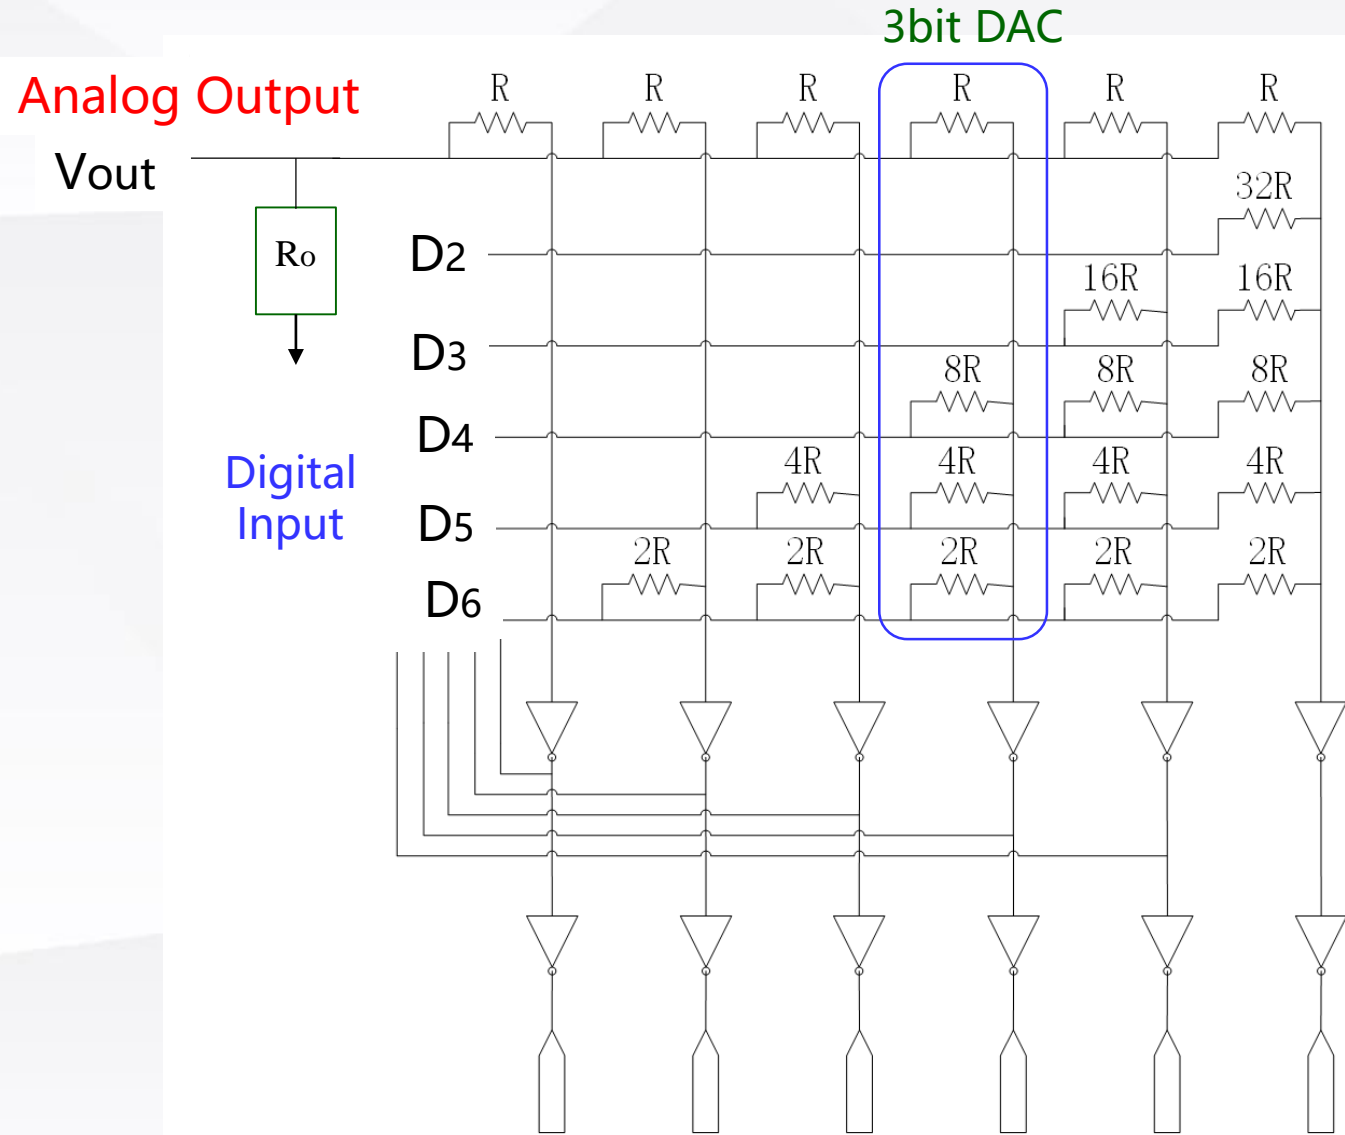 3bit DAC
Analog Output
R R R R R R
Vout
32R
Ro
D2
16R 16R
D3
8R 8R 8R
D4
Digital
Input
4R 4R 4R 4R
D5
2R 2R 2R 2R 2R
D6